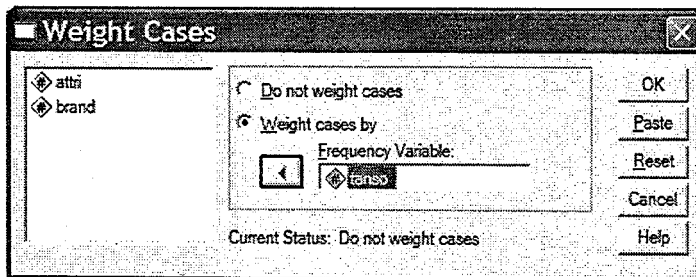 Weight Cases
attri
brand
Do not weight cases
Weight cases by
Frequency Variable:
tanso
Current Status: Do not weight cases
OK
Paste
Reset
Cancel
Help